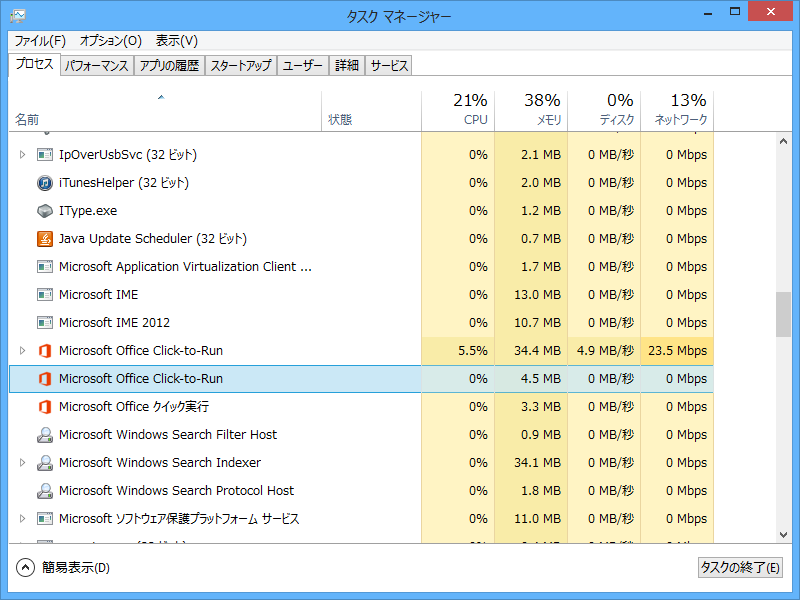 タスク マネージャー
ファイル(F) オプション(O) 表示(V)
プロセス パフォーマンス アプリの履歴 スタートアップ ユーザー 詳細 サービス
21% 38% 0% 13%
名前 状態 CPU メモリ ディスク ネットワーク
IpOverUsbSvc (32 ビット) 0% 2.1 MB 0 MB/秒 0 Mbps
iTunesHelper (32 ビット) 0% 2.0 MB 0 MB/秒 0 Mbps
IType.exe 0% 1.2 MB 0 MB/秒 0 Mbps
Java Update Scheduler (32 ビット) 0% 0.7 MB 0 MB/秒 0 Mbps
Microsoft Application Virtualization Client ... 0% 1.7 MB 0 MB/秒 0 Mbps
Microsoft IME 0% 13.0 MB 0 MB/秒 0 Mbps
Microsoft IME 2012 0% 10.7 MB 0 MB/秒 0 Mbps
Microsoft Office Click-to-Run 5.5% 34.4 MB 4.9 MB/秒 23.5 Mbps
Microsoft Office Click-to-Run 0% 4.5 MB 0 MB/秒 0 Mbps
Microsoft Office クイック実行 0% 3.3 MB 0 MB/秒 0 Mbps
Microsoft Windows Search Filter Host 0% 0.9 MB 0 MB/秒 0 Mbps
Microsoft Windows Search Indexer 0% 34.1 MB 0 MB/秒 0 Mbps
Microsoft Windows Search Protocol Host 0% 1.8 MB 0 MB/秒 0 Mbps
Microsoft ソフトウェア保護プラットフォーム サービス 0% 11.0 MB 0 MB/秒 0 Mbps
簡易表示(D) タスクの終了(E)